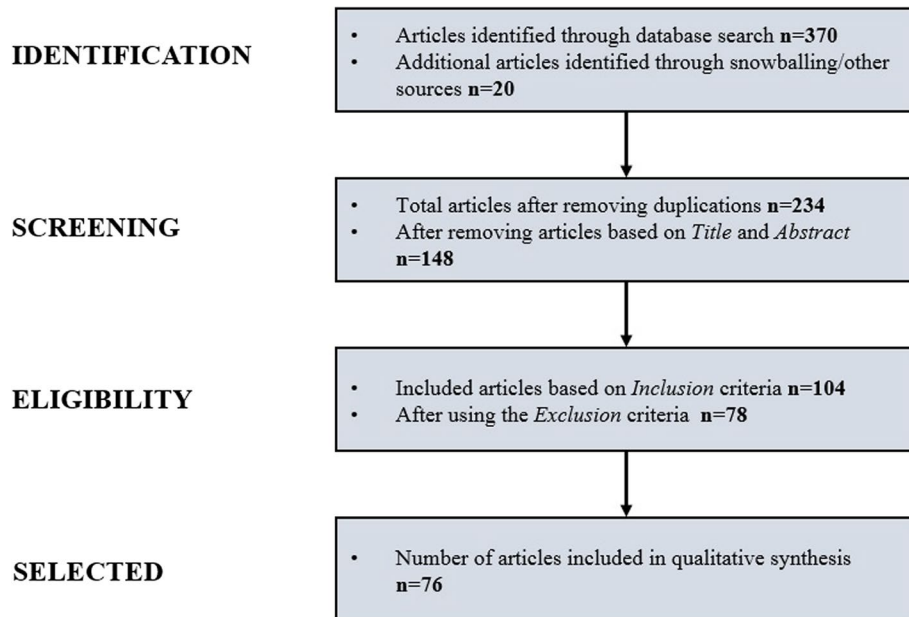 IDENTIFICATION
• Articles identified through database search n=370
• Additional articles identified through snowballing/other
sources n=20
SCREENING
• Total articles after removing duplications n=234
• After removing articles based on Title and Abstract
n=148
ELIGIBILITY
• Included articles based on Inclusion criteria n=104
• After using the Exclusion criteria n=78
SELECTED
• Number of articles included in qualitative synthesis
n=76